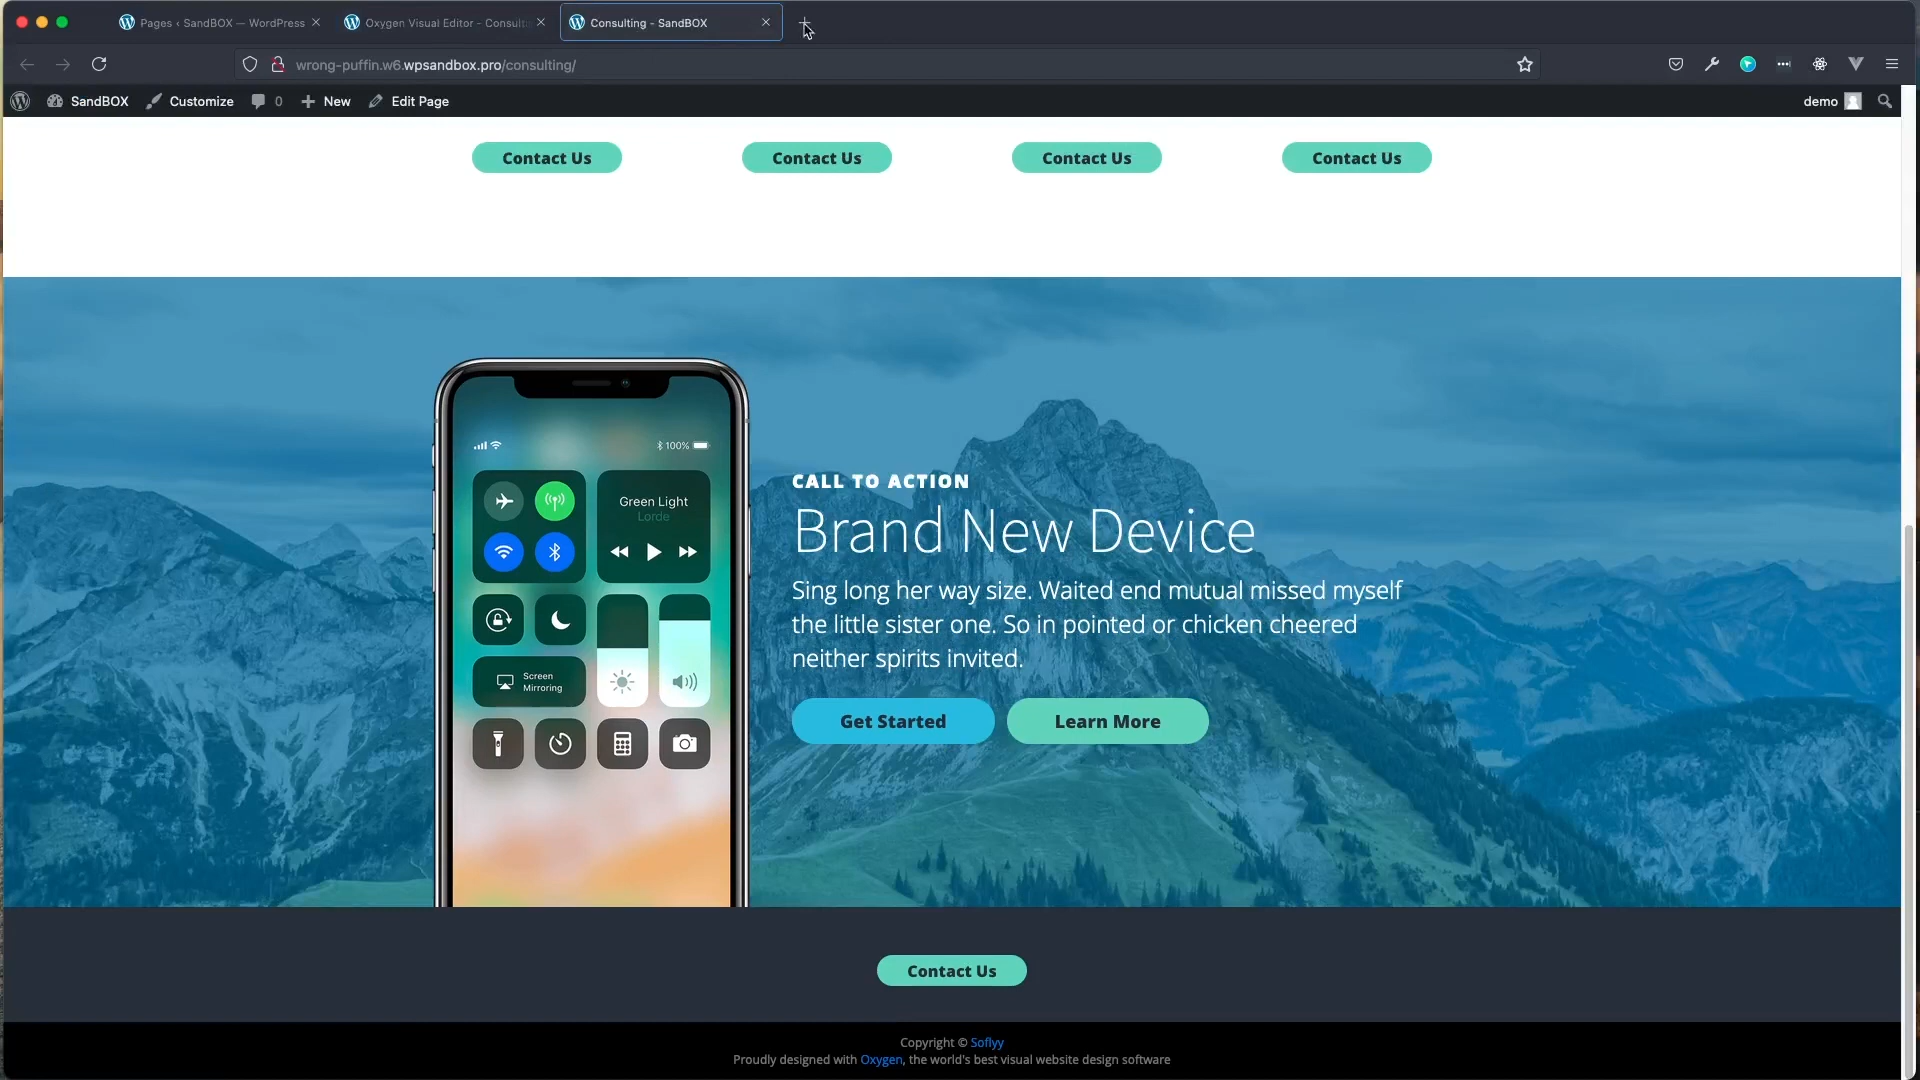 Pages ‹ SandBOX — WordPress
Oxygen Visual Editor - Consulti
Consulting – SandBOX
wrong-puffin.w6.wpsandbox.pro/consulting/
SandBOX
Customize
0
New
Edit Page
demo
Contact Us
Contact Us
Contact Us
Contact Us
100%
Green Light
Lorde
Screen
Mirroring
CALL TO ACTION
Brand New Device
Sing long her way size. Waited end mutual missed myself
the little sister one. So in pointed or chicken cheered
neither spirits invited.
Get Started
Learn More
Contact Us
Copyright © Soflyy
Proudly designed with Oxygen, the world's best visual website design software